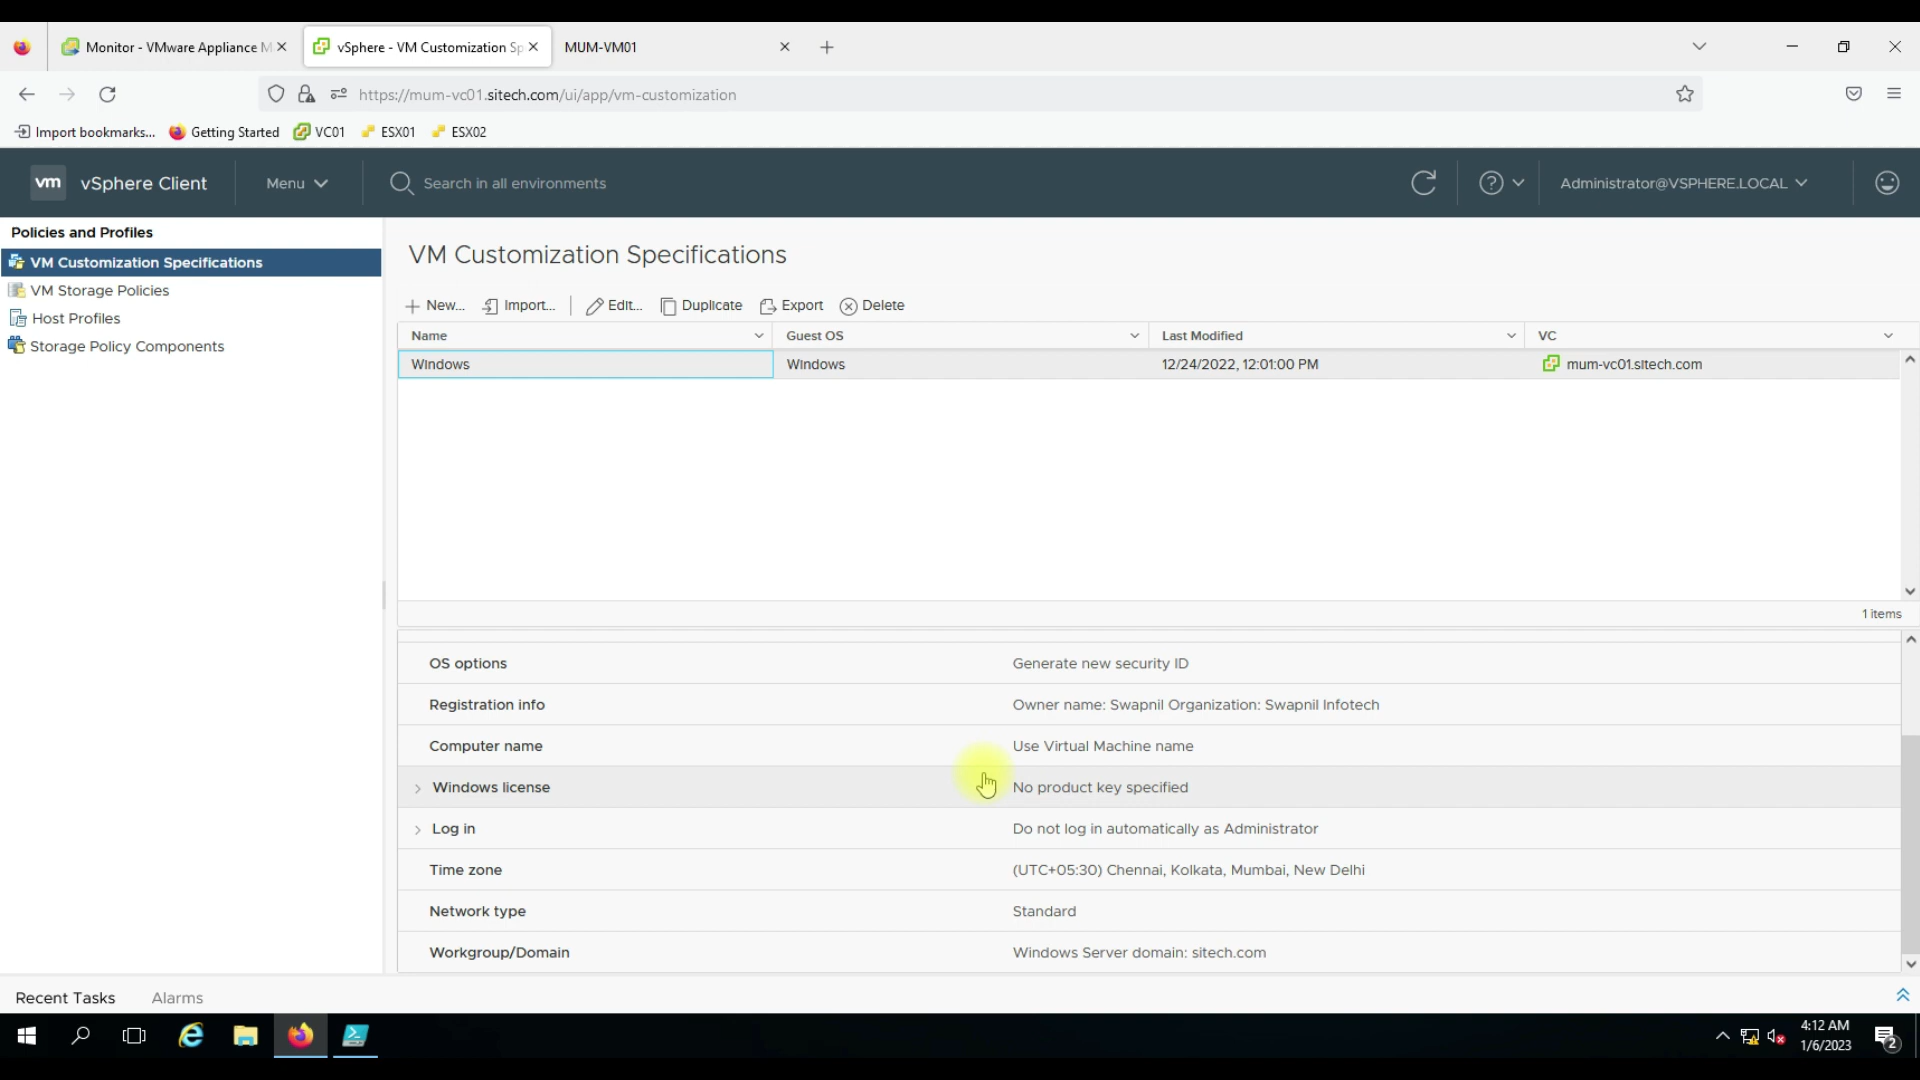 Monitor - VMware Appliance M
vSphere - VM Customization Sp
MUM-VM01
https://mum-vc01.sitech.com/ui/app/vm-customization
Import bookmarks...
Getting Started
VC01
ESX01
ESX02
vm
vSphere Client
Menu
Search in all environments
Administrator@VSPHERE.LOCAL
Policies and Profiles
VM Customization Specifications
VM Storage Policies
Host Profiles
Storage Policy Components
VM Customization Specifications
New...
Import...
Edit...
Duplicate
Export
Delete
Name
Guest OS
Last Modified
VC
Windows
Windows
12/24/2022, 12:01:00 PM
mum-vc01.sitech.com
1 items
OS options
Generate new security ID
Registration info
Owner name: Swapnil Organization: Swapnil Infotech
Computer name
Use Virtual Machine name
Windows license
No product key specified
Log in
Do not log in automatically as Administrator
Time zone
(UTC+05:30) Chennai, Kolkata, Mumbai, New Delhi
Network type
Standard
Workgroup/Domain
Windows Server domain: sitech.com
Recent Tasks
Alarms
4:12 AM
1/6/2023
2